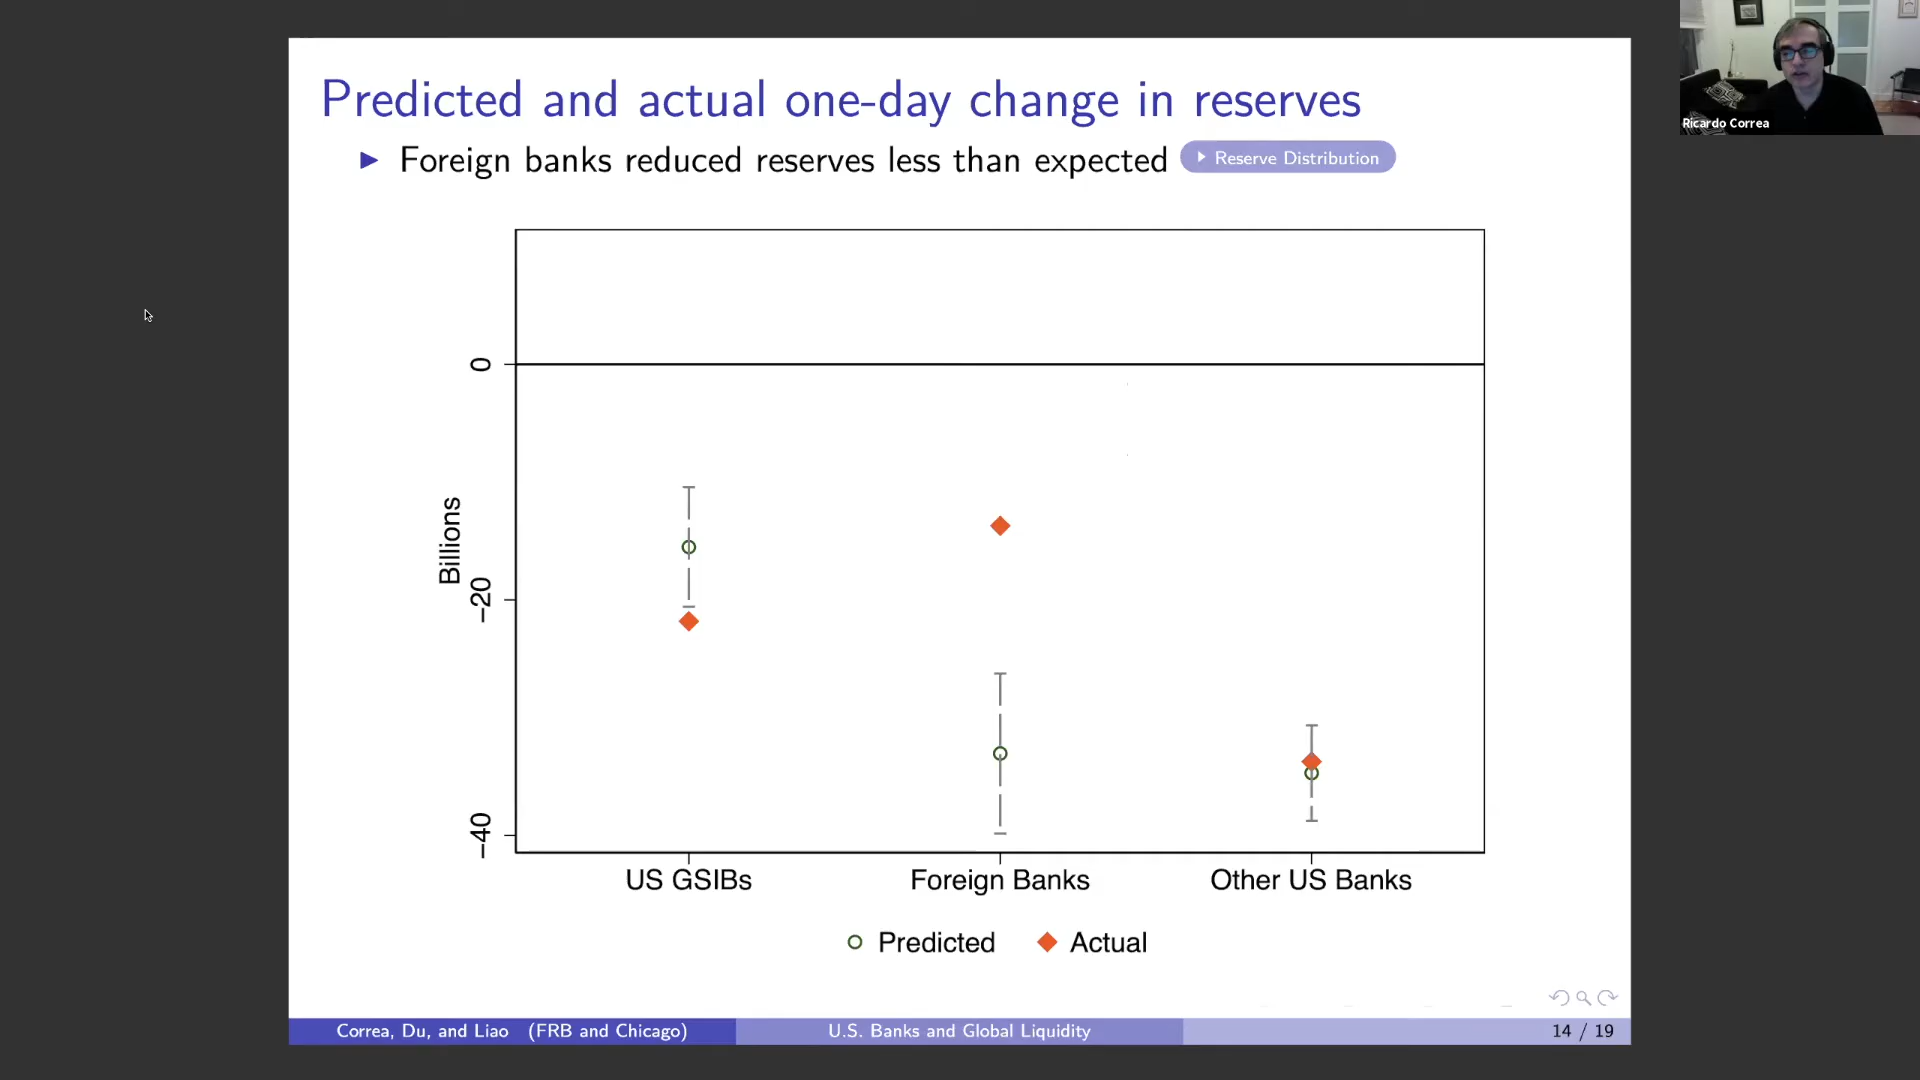 Predicted and actual one-day change in reserves
Foreign banks reduced reserves less than expected
Reserve Distribution
Ricardo Correa
Billions
0
−20
−40
US GSIBs
Foreign Banks
Other US Banks
Predicted
Actual
Correa, Du, and Liao (FRB and Chicago)
U.S. Banks and Global Liquidity
14 / 19